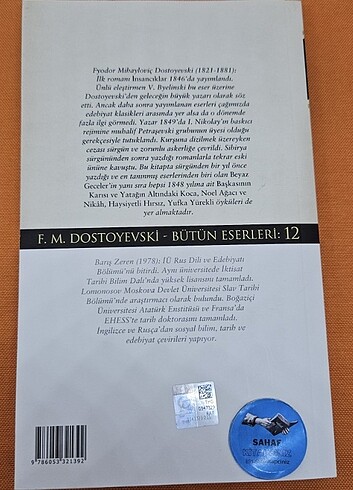 Fyodor Mihayloviç Dostoyevski (1821-1881):
İlk romanı İnsancıklar 1846'da yayımlandı.
Ünlü eleştirmen V. Byelinski bu eser üzerine
Dostoyevski'den geleceğin büyük yazarı olarak söz
etti. Ancak daha sonra yayımlanan eserleri çağımızda
edebiyat klasikleri arasında yer alsa da o dönemde
fazla ilgi görmedi. Yazar 1849'da I. Nikolay'ın baskıcı
rejimine muhalif Petraşevski grubunun üyesi olduğu
gerekçesiyle tutuklandı. Kurşuna dizilmek üzereyken
cezası sürgün ve zorunlu askerliğe çevrildi. Sibirya
sürgününden sonra yazdığı romanlarla tekrar eski
ününe kavuştu. Bu kitapta sürgünden bir yıl önce
yazdığı ve en tanınmış eserlerinden biri olan Beyaz
Geceler'in yanı sıra hepsi 1848 yılına ait Başkasının
Karısı ve Yatağın Altındaki Koca, Noel Ağacı ve
Nikâh, Haysiyetli Hırsız, Yufka Yürekli öyküleri de
yer almaktadır.
F. M. DOSTOYEVSKİ - BÜTÜN ESERLERİ: 12
Barış Zeren (1978): İÜ Rus Dili ve Edebiyatı
Bölümü'nü bitirdi. Aynı üniversitede İktisat
Tarihi Bilim Dalı'nda yüksek lisansını tamamladı.
Lomonosov Moskova Devlet Üniversitesi Slav Tarihi
Bölümü'nde araştırmacı olarak bulundu. Boğaziçi
Üniversitesi Atatürk Enstitüsü ve Fransa'da
EHESS'te tarih doktorasını tamamladı.
İngilizce ve Rusça'dan sosyal bilim, tarih ve
edebiyat çevirileri yapıyor.
SAHAF
9 786053 321392